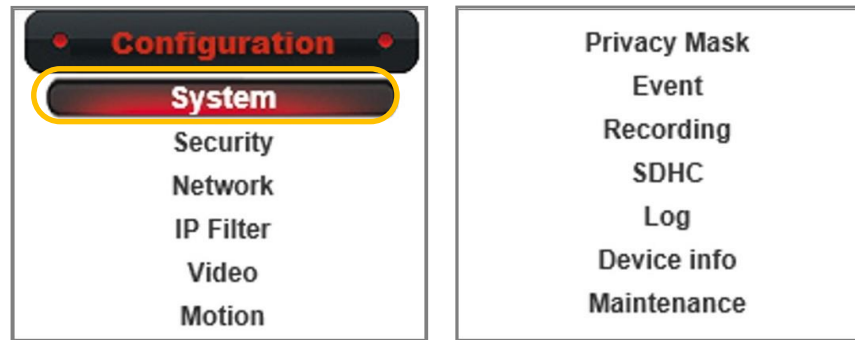 Configuration
System
Security
Network
IP Filter
Video
Motion
Privacy Mask
Event
Recording
SDHC
Log
Device info
Maintenance